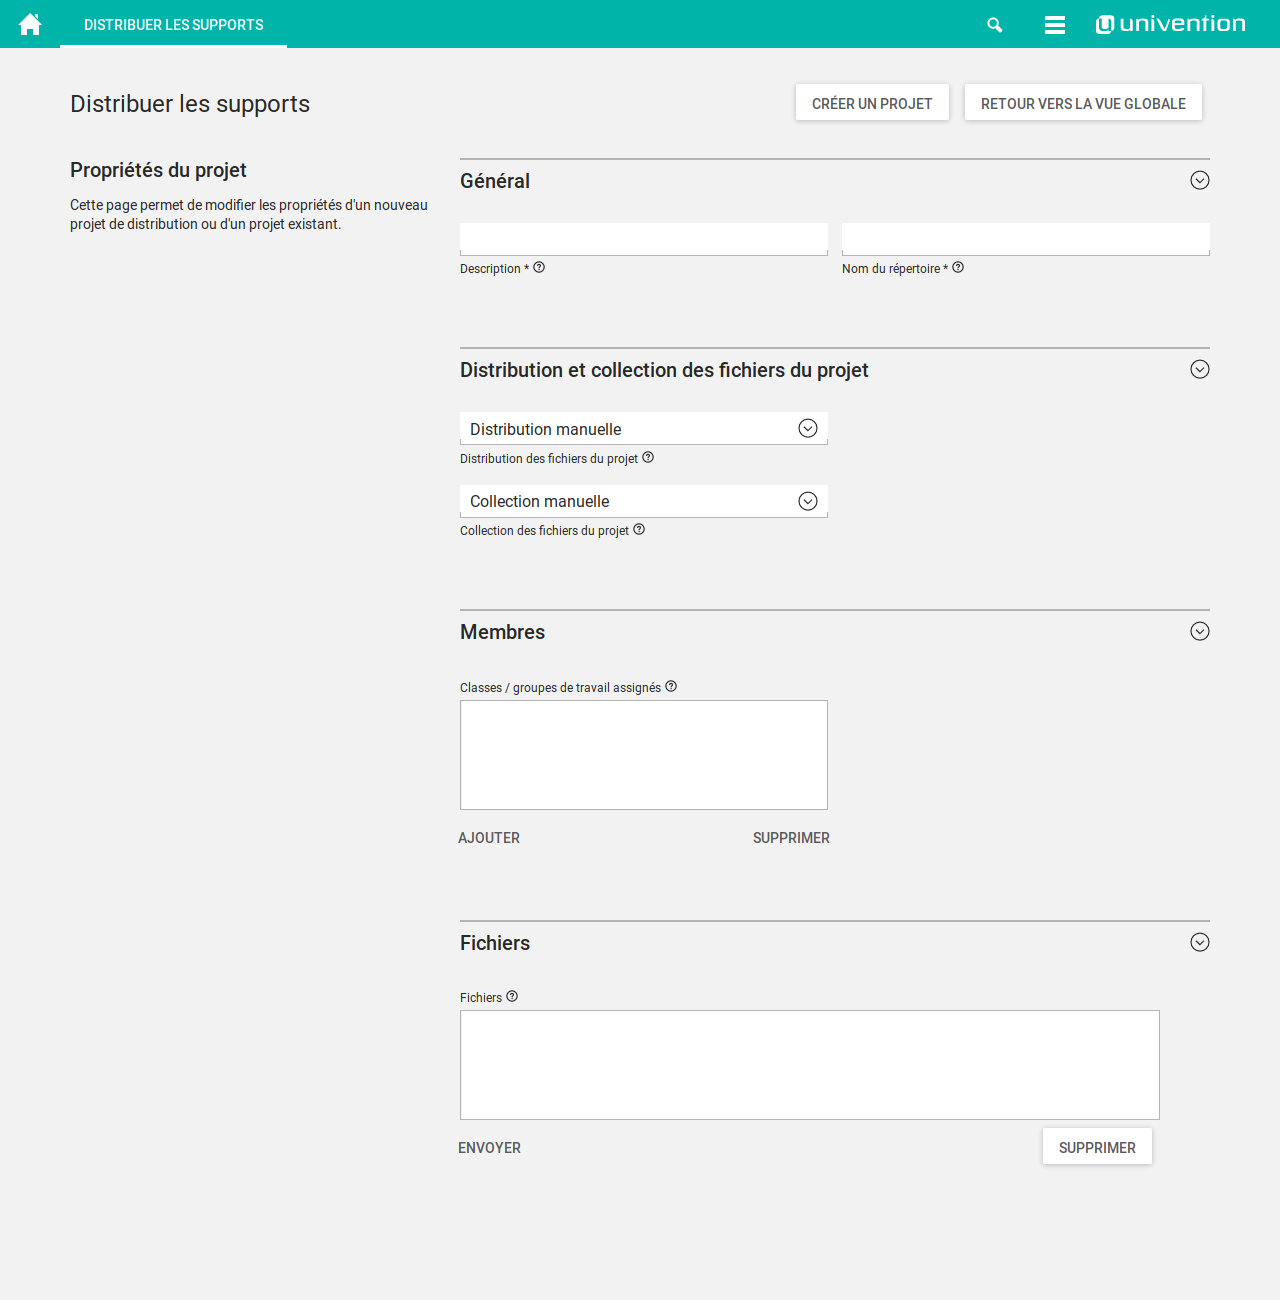 DISTRIBUER LES SUPPORTS
univention
Distribuer les supports
CRÉER UN PROJET
RETOUR VERS LA VUE GLOBALE
Propriétés du projet
Cette page permet de modifier les propriétés d'un nouveau
projet de distribution ou d'un projet existant.
Général
Description *
Nom du répertoire *
Distribution et collection des fichiers du projet
Distribution manuelle
Distribution des fichiers du projet
Collection manuelle
Collection des fichiers du projet
Membres
Classes / groupes de travail assignés
AJOUTER
SUPPRIMER
Fichiers
Fichiers
ENVOYER
SUPPRIMER